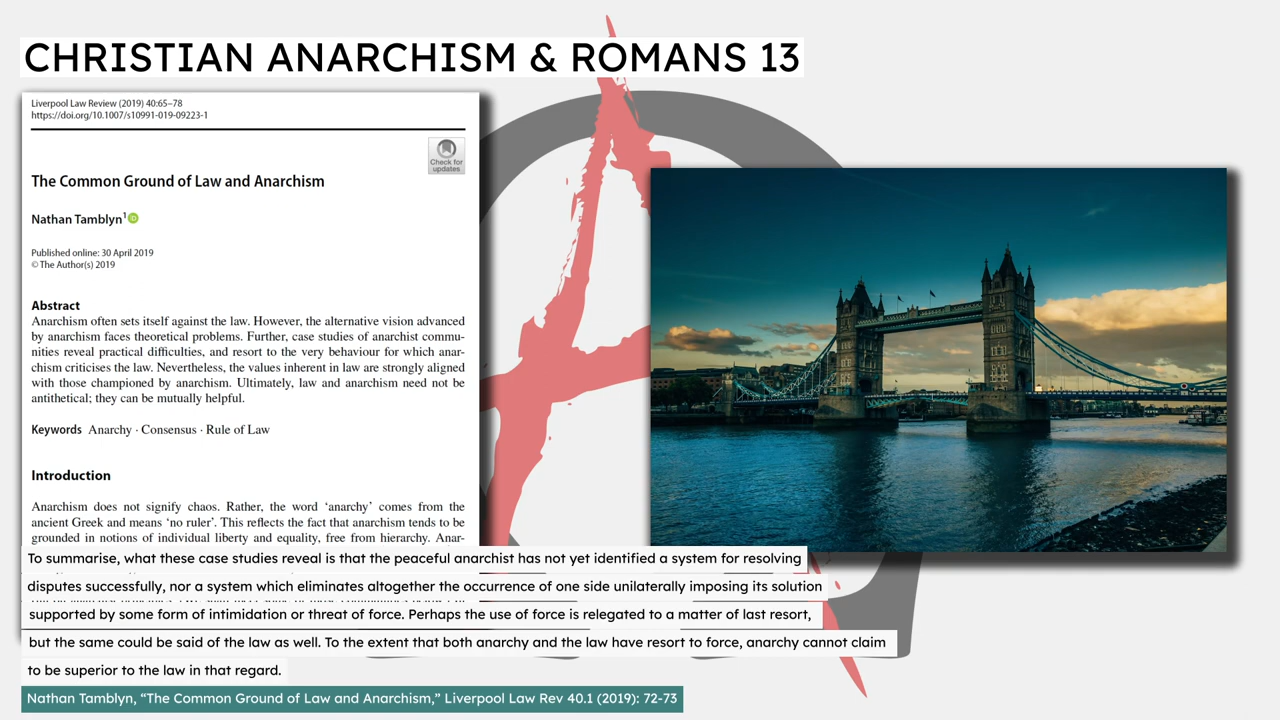 CHRISTIAN ANARCHISM & ROMANS 13
Liverpool Law Review (2019) 40:65–78
https://doi.org/10.1007/s10991-019-09223-1
Check for
updates
The Common Ground of Law and Anarchism
Nathan Tamblyn1
Published online: 30 April 2019
© The Author(s) 2019
Abstract
Anarchism often sets itself against the law. However, the alternative vision advanced
by anarchism faces theoretical problems. Further, case studies of anarchist commu-
nities reveal practical difficulties, and resort to the very behaviour for which anar-
chism criticises the law. Nevertheless, the values inherent in law are strongly aligned
with those championed by anarchism. Ultimately, law and anarchism need not be
antithetical; they can be mutually helpful.
Keywords Anarchy · Consensus · Rule of Law
Introduction
Anarchism does not signify chaos. Rather, the word ‘anarchy’ comes from the
ancient Greek and means ‘no ruler’. This reflects the fact that anarchism tends to be
grounded in notions of individual liberty and equality, free from hierarchy. Anar-
To summarise, what these case studies reveal is that the peaceful anarchist has not yet identified a system for resolving
disputes successfully, nor a system which eliminates altogether the occurrence of one side unilaterally imposing its solution
supported by some form of intimidation or threat of force. Perhaps the use of force is relegated to a matter of last resort,
but the same could be said of the law as well. To the extent that both anarchy and the law have resort to force, anarchy cannot claim
to be superior to the law in that regard.
Nathan Tamblyn, “The Common Ground of Law and Anarchism,” Liverpool Law Rev 40.1 (2019): 72-73